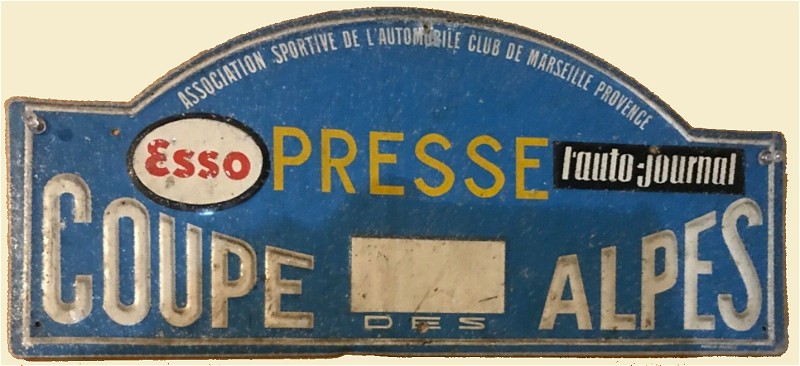 ASSOCIATION SPORTIVE DE L'AUTOMOBILE CLUB DE MARSEILLE PROVENCE
Esso PRESSE l'auto-journal
COUPE DES ALPES